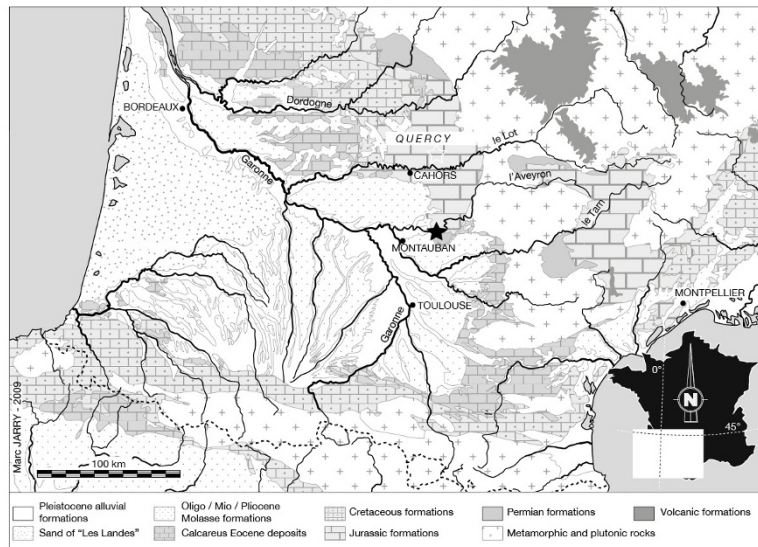 BORDEAUX
Dordogne
QUERCY
le Lot
Garonne
CAHORS
l'Aveyron
le Tarn
MONTAUBAN
MONTPELLIER
TOULOUSE
Garonne
0°
N
45°
Marc JARRY - 2009
100 km
Pleistocene alluvial formations
Oligo / Mio / Pliocene Molasse formations
Cretaceous formations
Permian formations
Volcanic formations
Sand of "Les Landes"
Calcareus Eocene deposits
Jurassic formations
Metamorphic and plutonic rocks